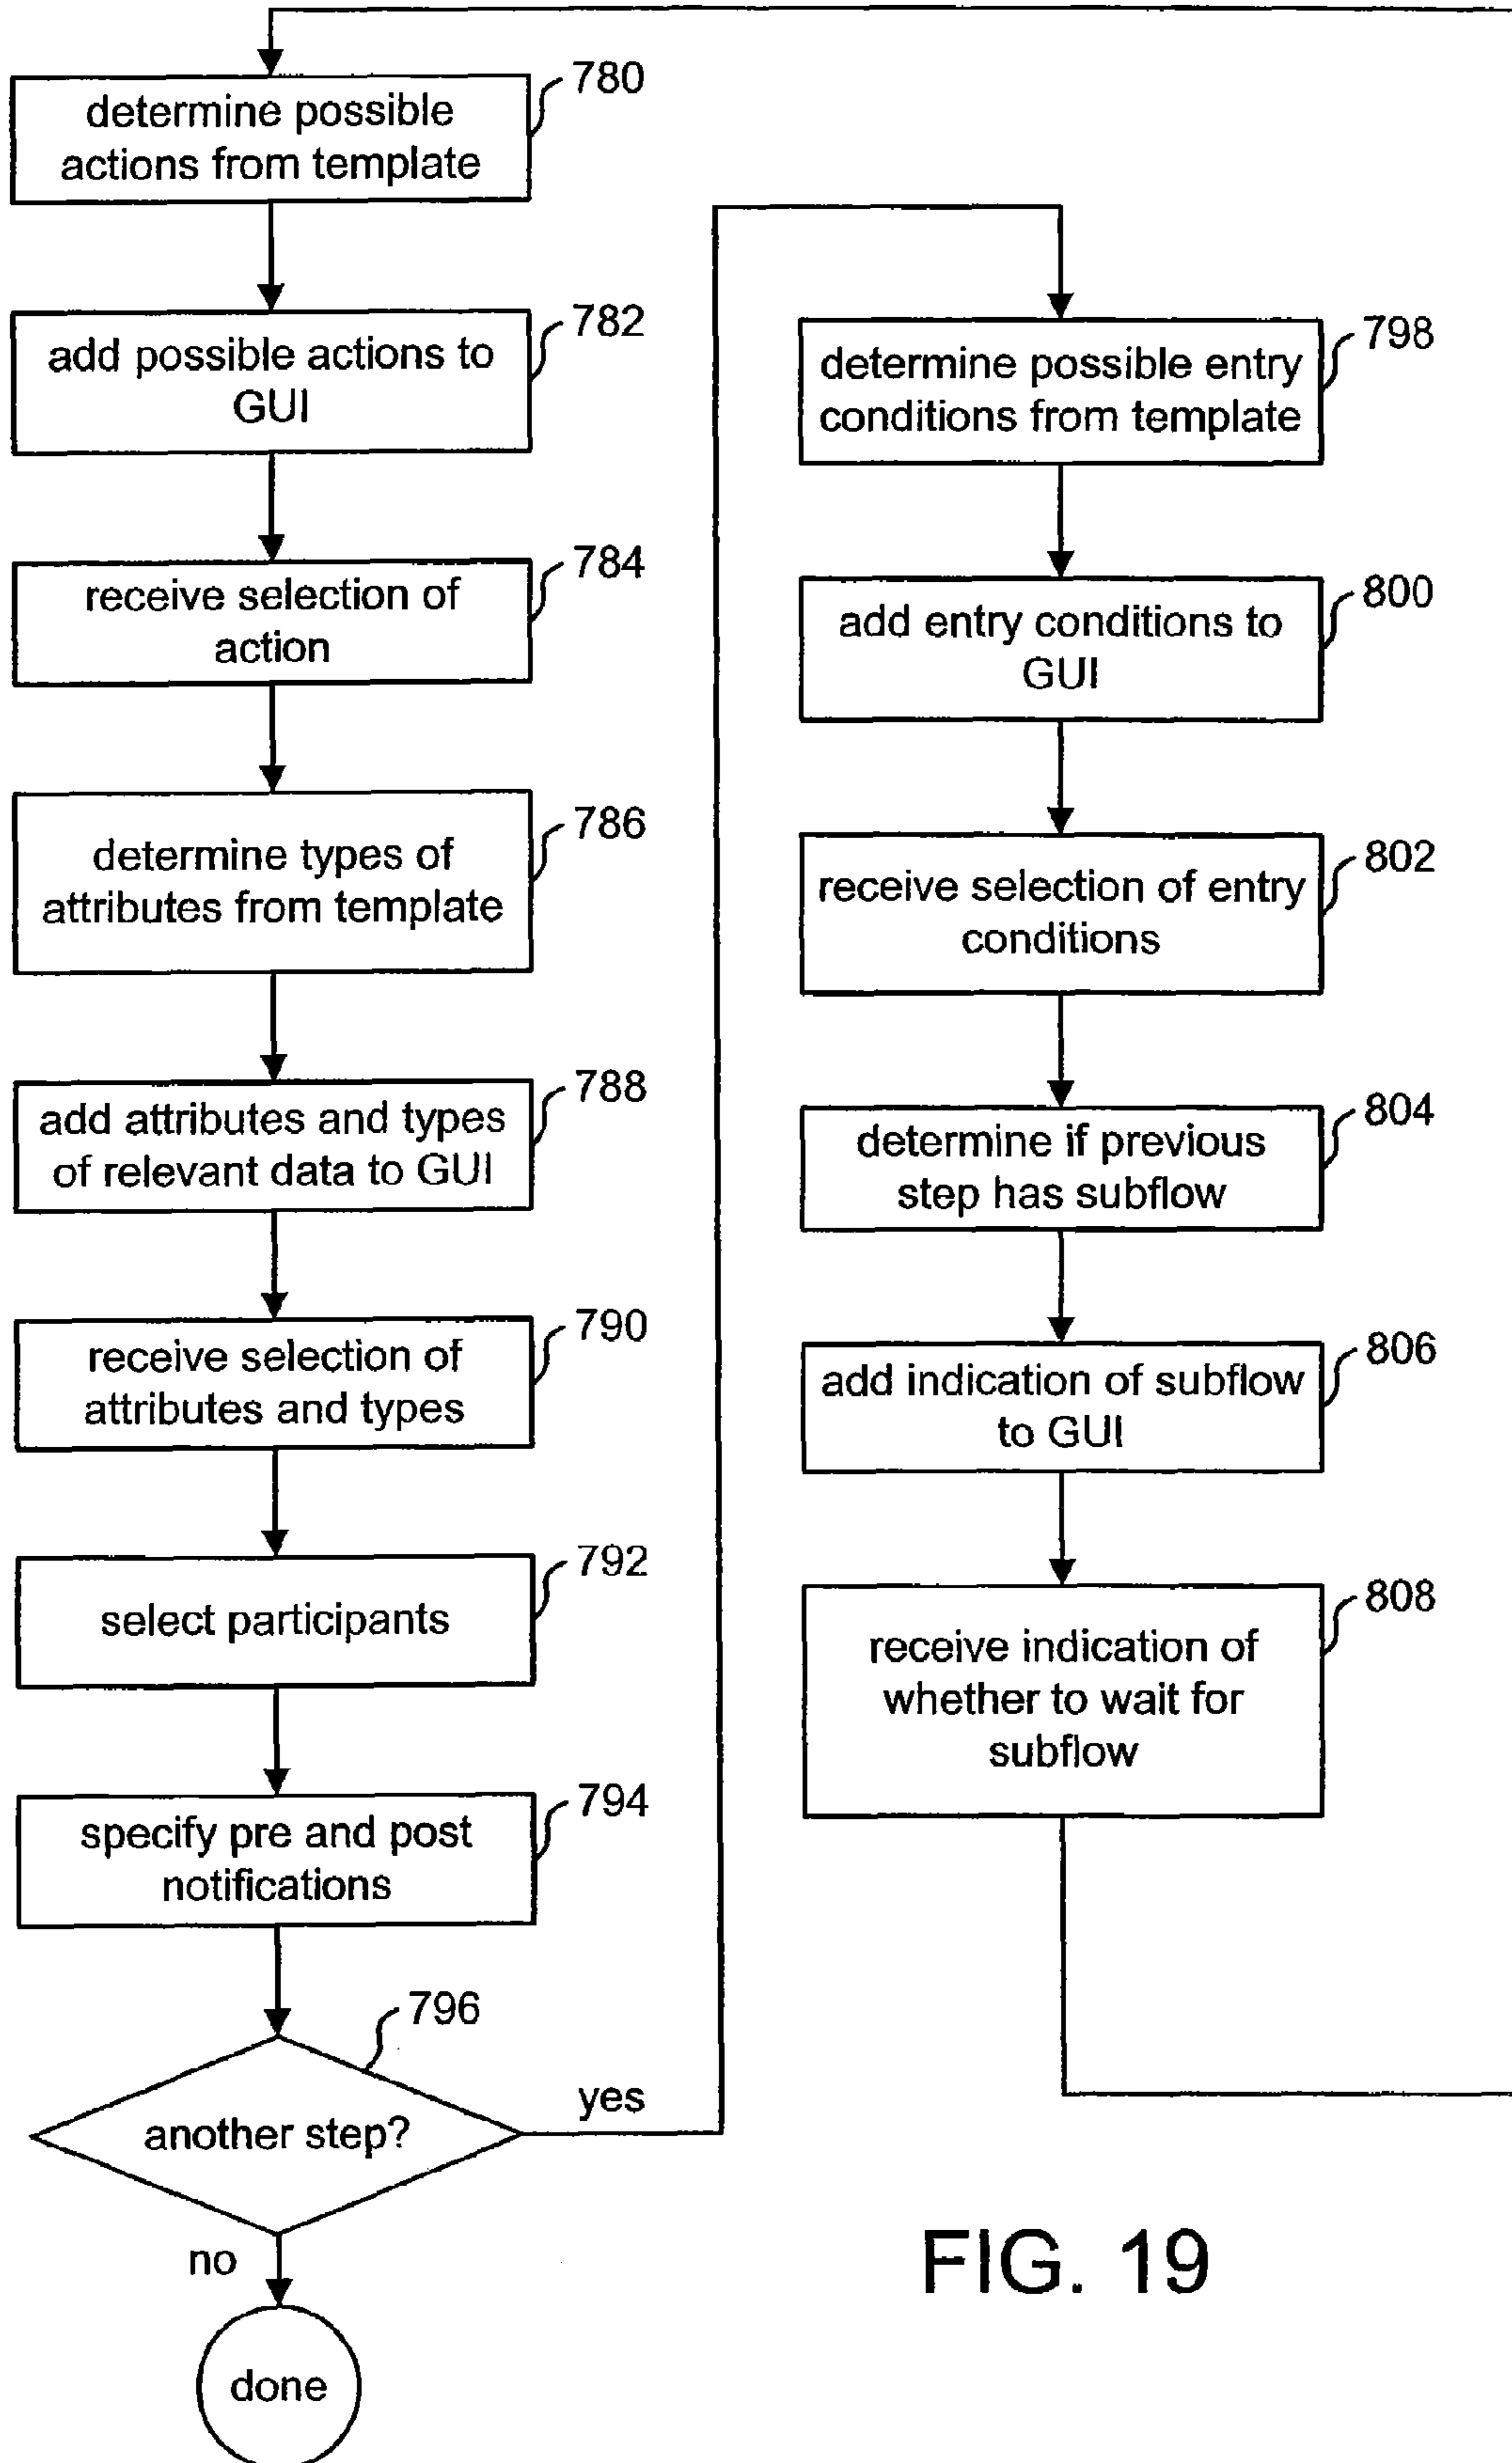 determine possible
actions from template
780
add possible actions to
GUI
782
receive selection of
action
784
determine types of
attributes from template
786
add attributes and types
of relevant data to GUI
788
receive selection of
attributes and types
790
select participants
792
specify pre and post
notifications
794
another step?
796
yes
no
done
determine possible entry
conditions from template
798
add entry conditions to
GUI
800
receive selection of entry
conditions
802
determine if previous
step has subflow
804
add indication of subflow
to GUI
806
receive indication of
whether to wait for
subflow
808
FIG. 19